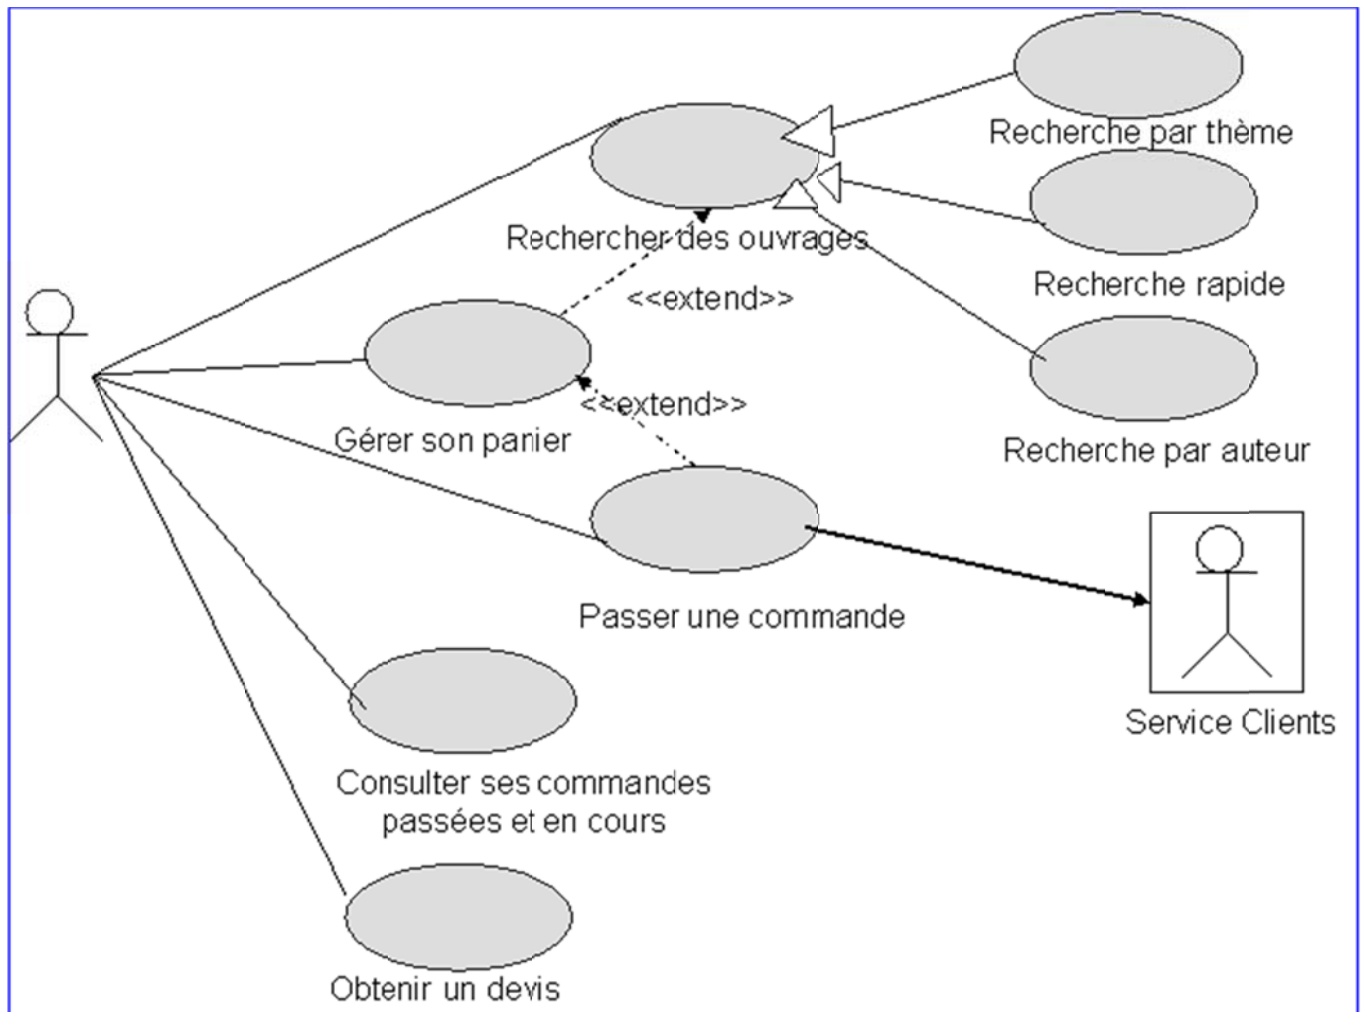 Recherche par thème
Rechercher des ouvrages
Recherche rapide
<<extend>>
<<extend>>
Gérer son panier
Recherche par auteur
Passer une commande
Service Clients
Consulter ses commandes
passées et en cours
Obtenir un devis